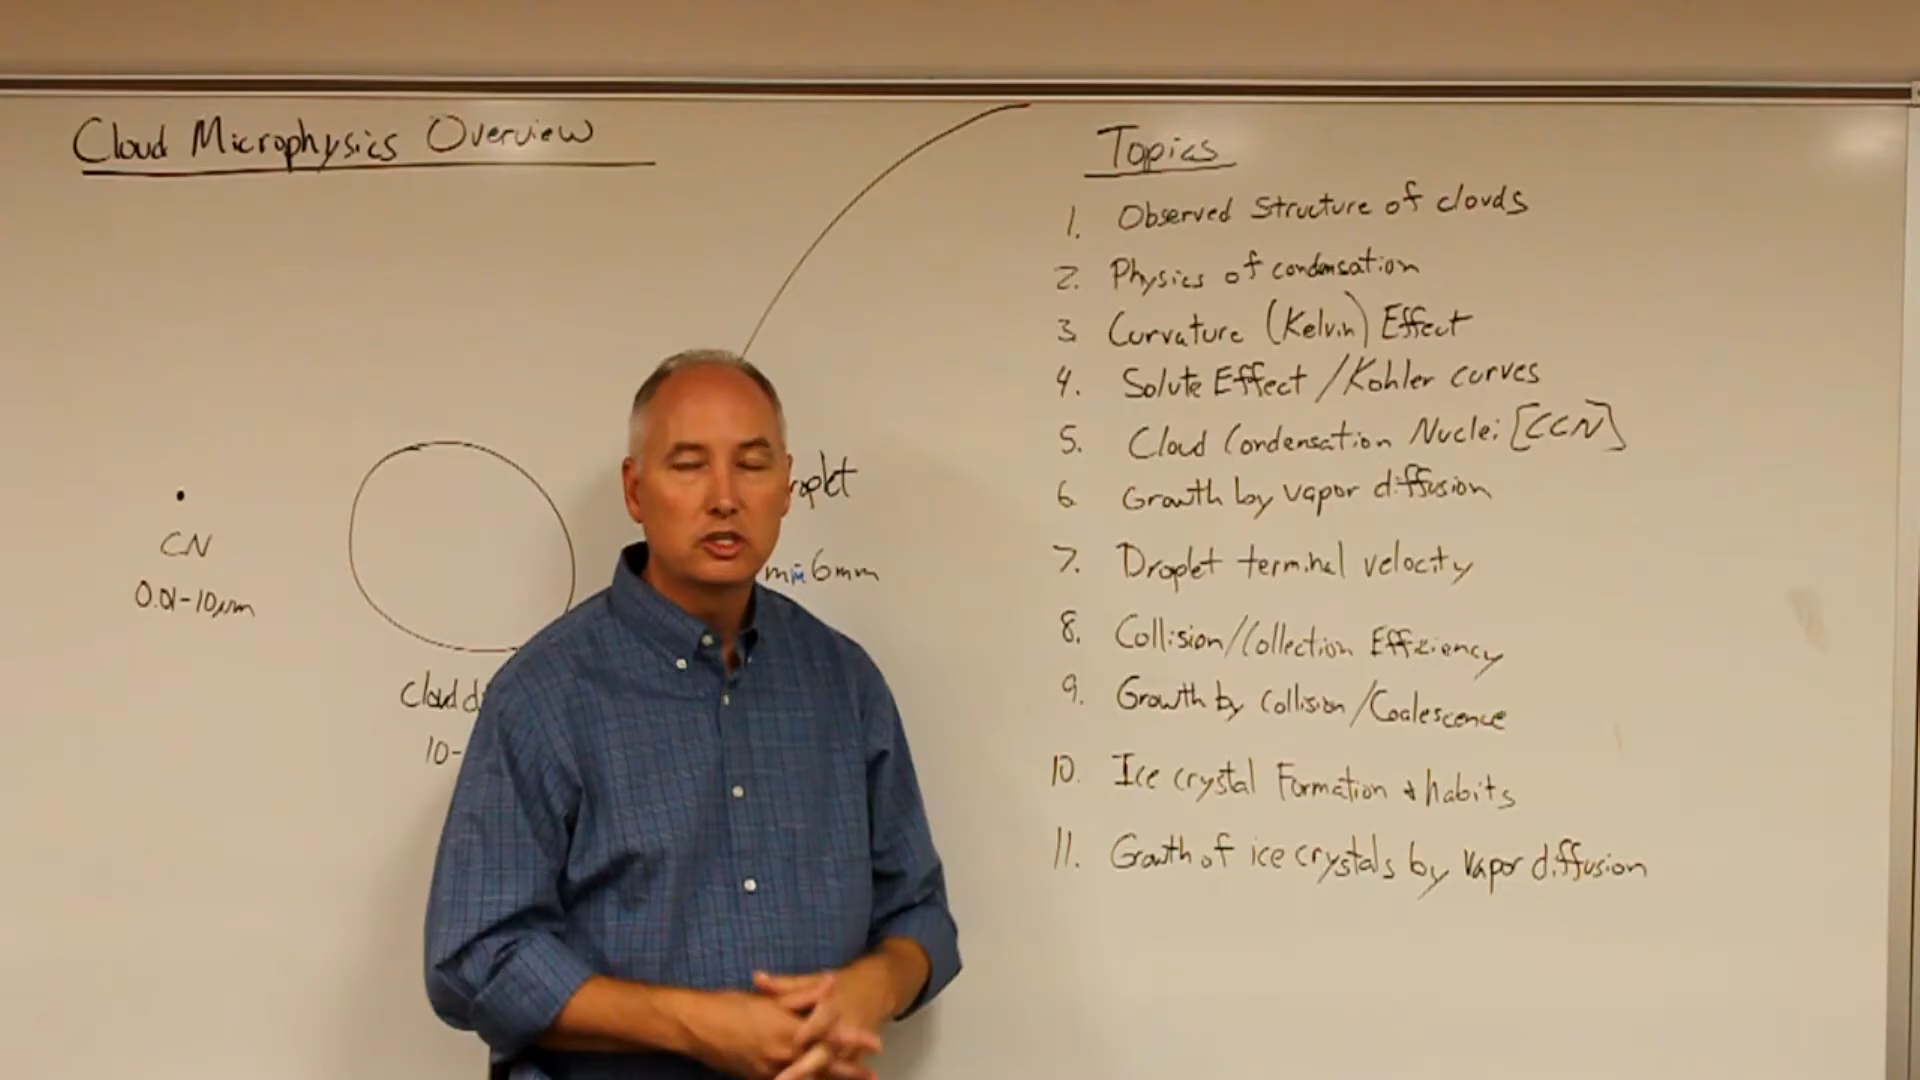 Cloud Microphysics Overview
CN
0.01-10μm
Cloud
10-
6mm
Topics
1. Observed Structure of clouds
2. Physics of condensation
3 Curvature (Kelvin) Effect
4. Solute Effect / Kohler curves
5. Cloud Condensation Nuclei [CCN]
6. Growth by vapor diffusion
7. Droplet terminal velocity
8. Collision/Collection Efficiency
9. Growth by Collision/Coalescence
10. Ice crystal Formation & habits
11. Growth of ice crystals by vapor diffusion